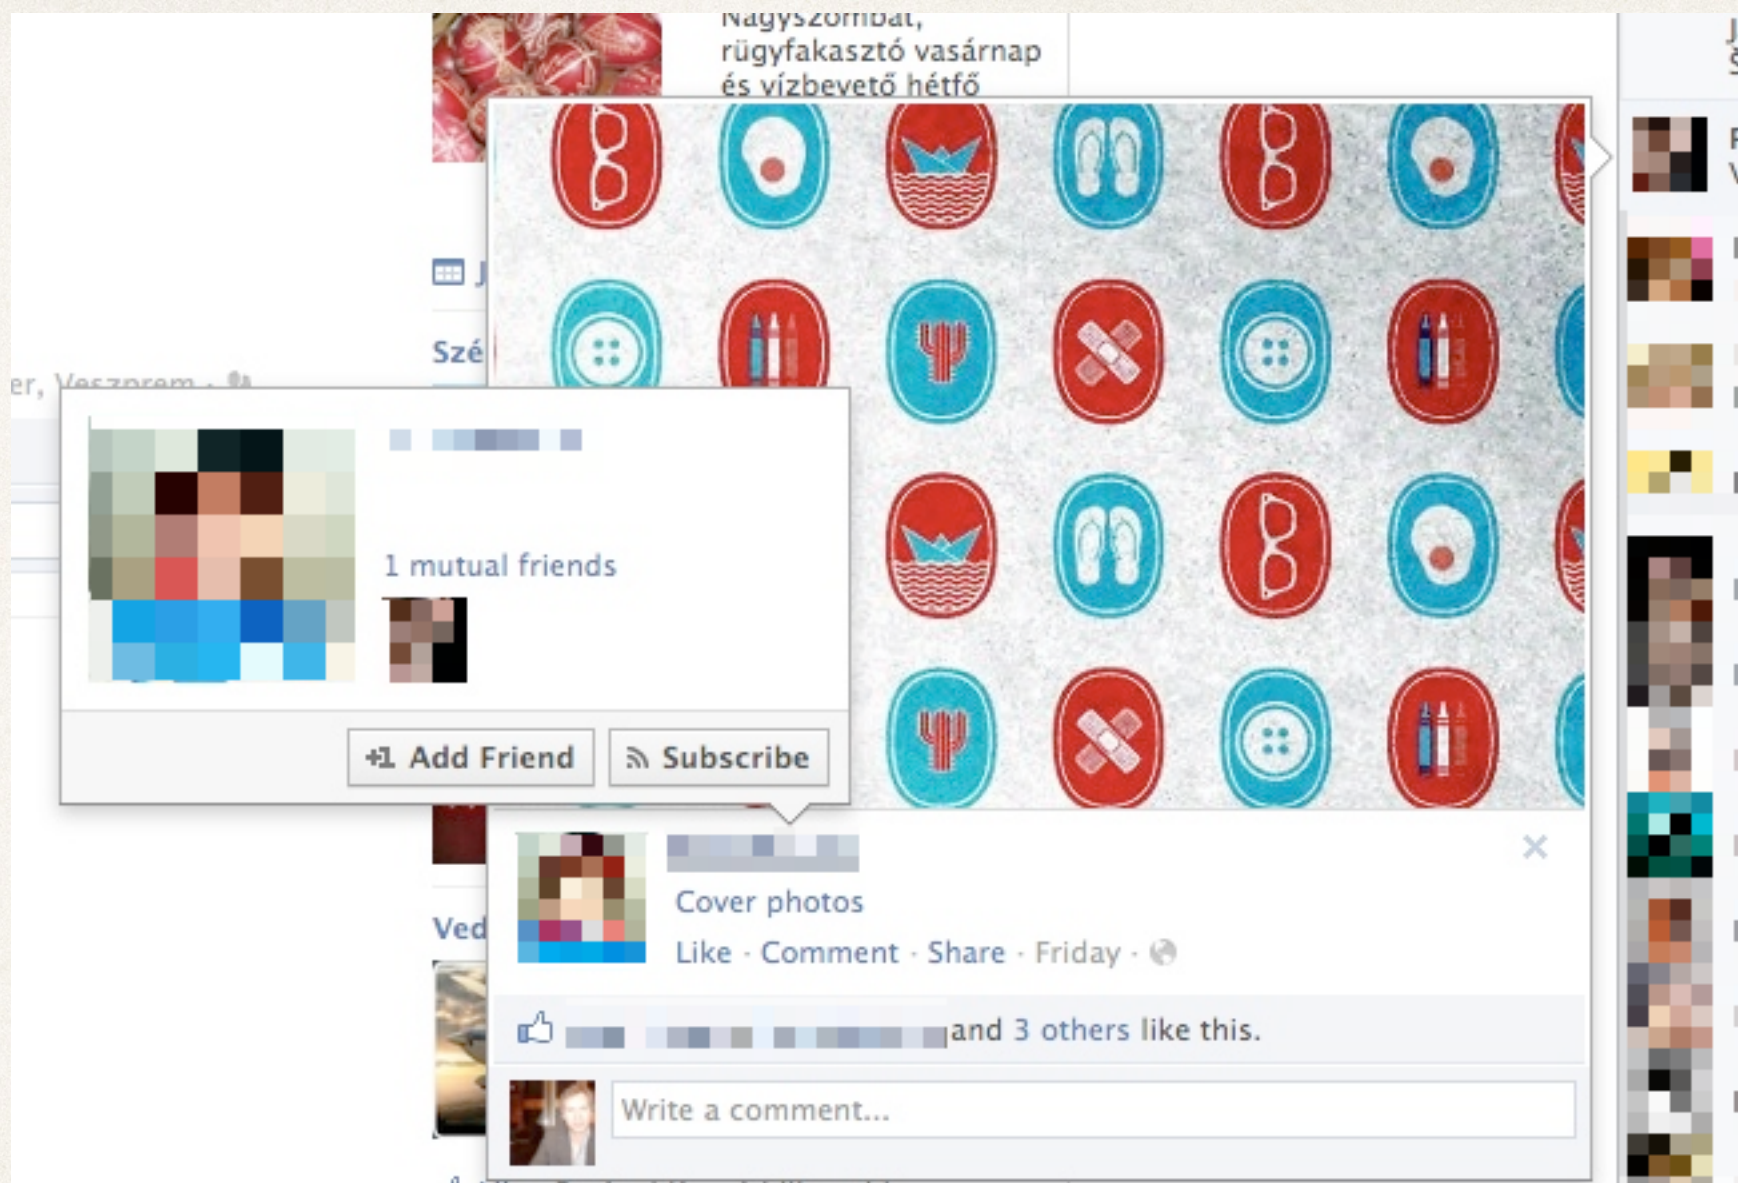 Nagyszombat,
rügyfakasztó vasárnap
és vízbevető hétfő
Szé
er, Veszprem ·
1 mutual friends
+1 Add Friend
Subscribe
Ved
Cover photos
Like · Comment · Share · Friday ·
and 3 others like this.
Write a comment...